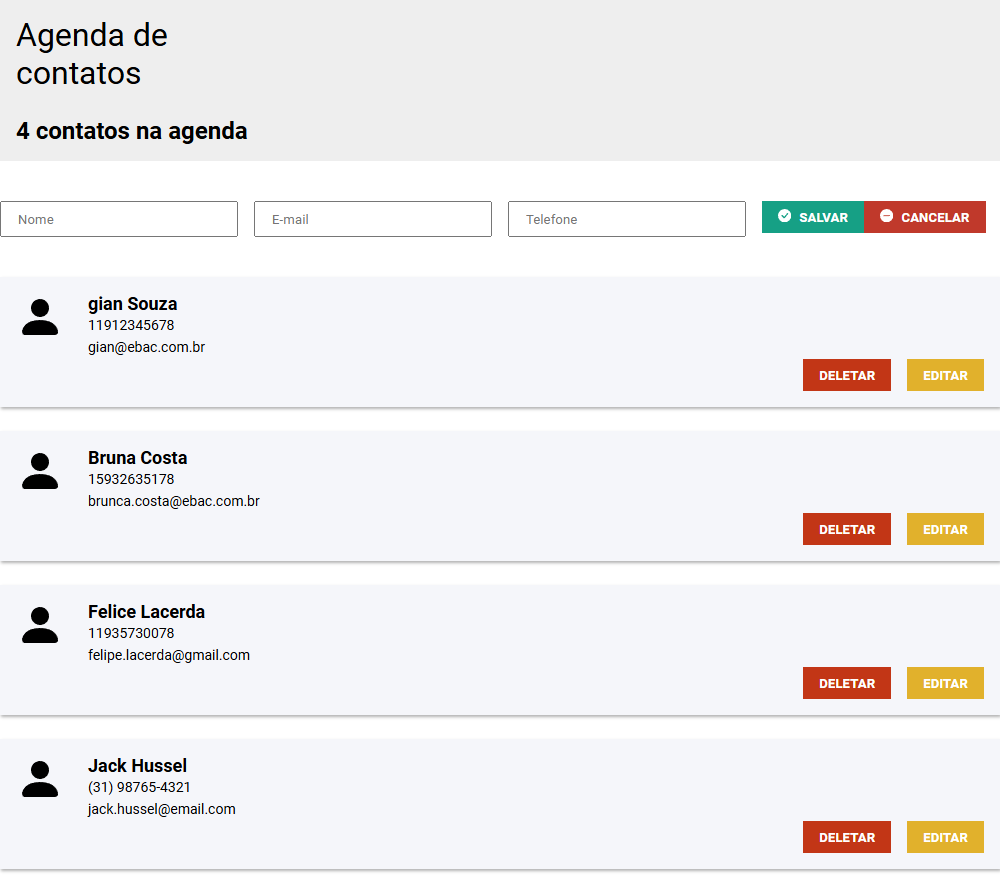 Agenda de
contatos
4 contatos na agenda
Nome E-mail Telefone SALVAR CANCELAR
gian Souza
11912345678
gian@ebac.com.br
DELETAR EDITAR
Bruna Costa
15932635178
brunca.costa@ebac.com.br
DELETAR EDITAR
Felice Lacerda
11935730078
felipe.lacerda@gmail.com
DELETAR EDITAR
Jack Hussel
(31) 98765-4321
jack.hussel@email.com
DELETAR EDITAR